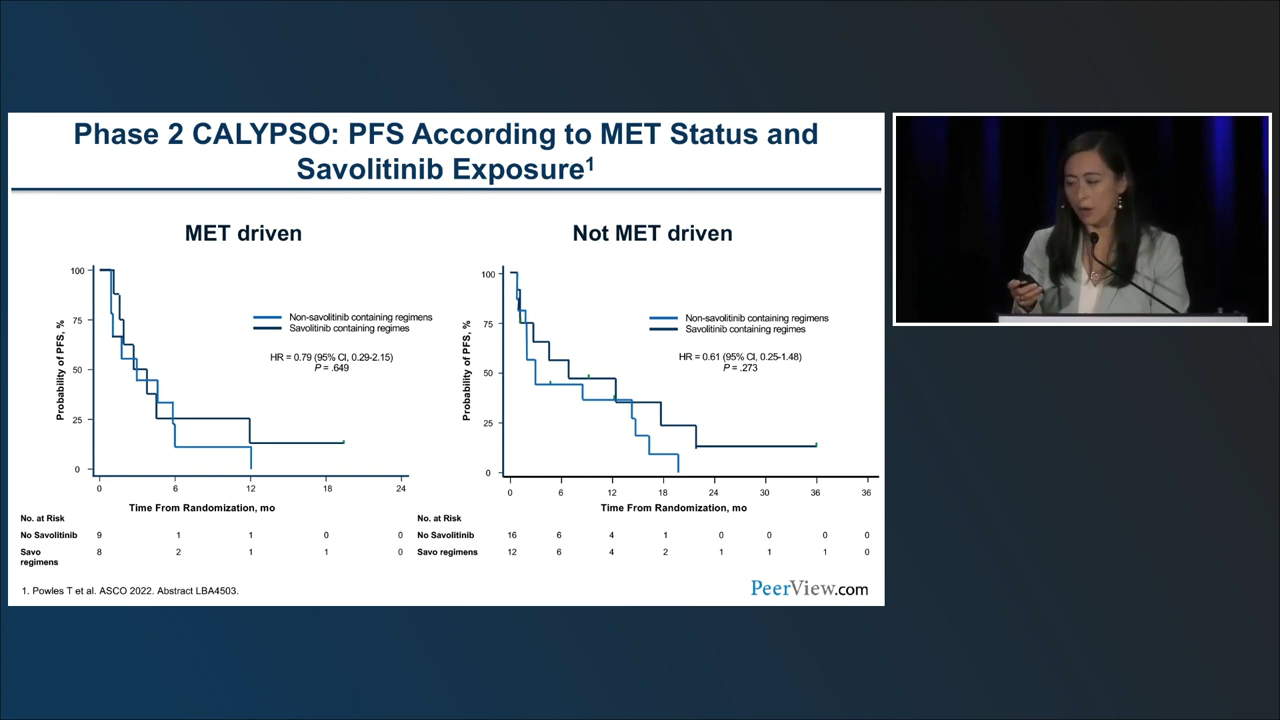 Phase 2 CALYPSO: PFS According to MET Status and
Savolitinib Exposure¹
MET driven
Probability of PFS, %
100
75
50
25
0
Non-savolitinib containing regimens
Savolitinib containing regimes
HR = 0.79 (95% CI, 0.29-2.15)
P = .649
0 6 12 18 24
Time From Randomization, mo
No. at Risk
No Savolitinib 9 1 1 0 0
Savo 8 2 1 1 0
regimens
Not MET driven
Probability of PFS, %
100
75
50
25
0
Non-savolitinib containing regimens
Savolitinib containing regimes
HR = 0.61 (95% CI, 0.25-1.48)
P = .273
0 6 12 18 24 30 36 36
Time From Randomization, mo
No. at Risk
No Savolitinib 16 6 4 1 0 0 0 0
Savo regimens 12 6 4 2 1 1 1 0
1. Powles T et al. ASCO 2022. Abstract LBA4503.
PeerView.com